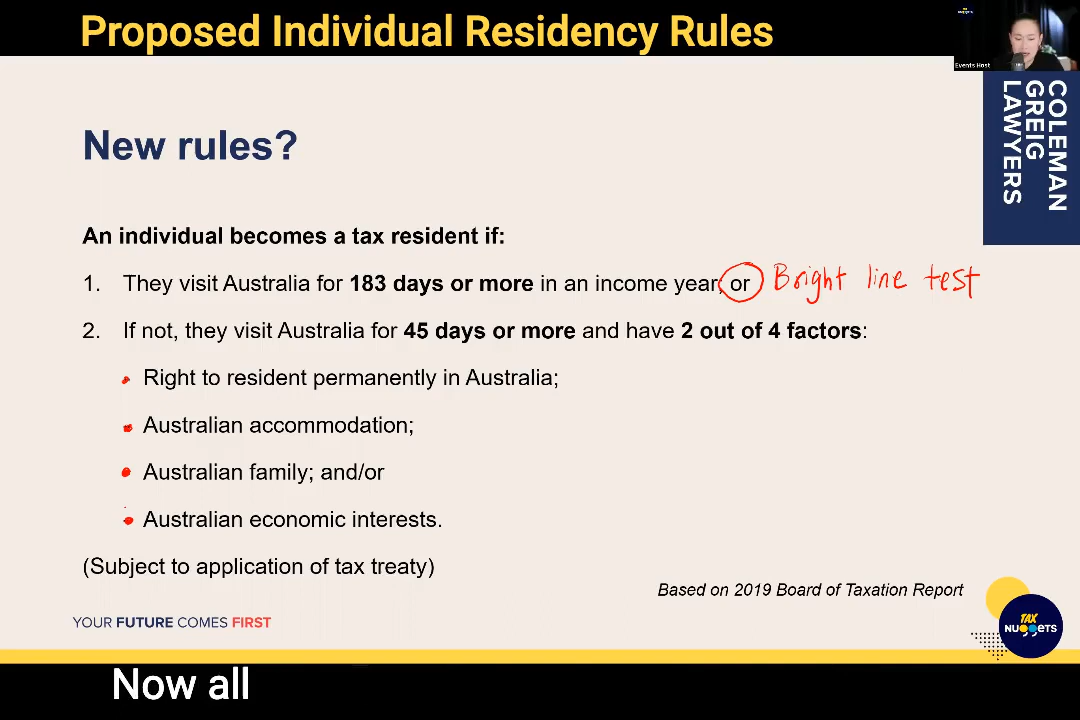 Proposed Individual Residency Rules
Events Host
COLEMAN
GREIG
LAWYERS
New rules?
An individual becomes a tax resident if:
1. They visit Australia for 183 days or more in an income year; or Bright line test
2. If not, they visit Australia for 45 days or more and have 2 out of 4 factors:
Right to resident permanently in Australia;
Australian accommodation;
Australian family; and/or
Australian economic interests.
(Subject to application of tax treaty)
Based on 2019 Board of Taxation Report
YOUR FUTURE COMES FIRST
TAX
NUGGETS
Now all